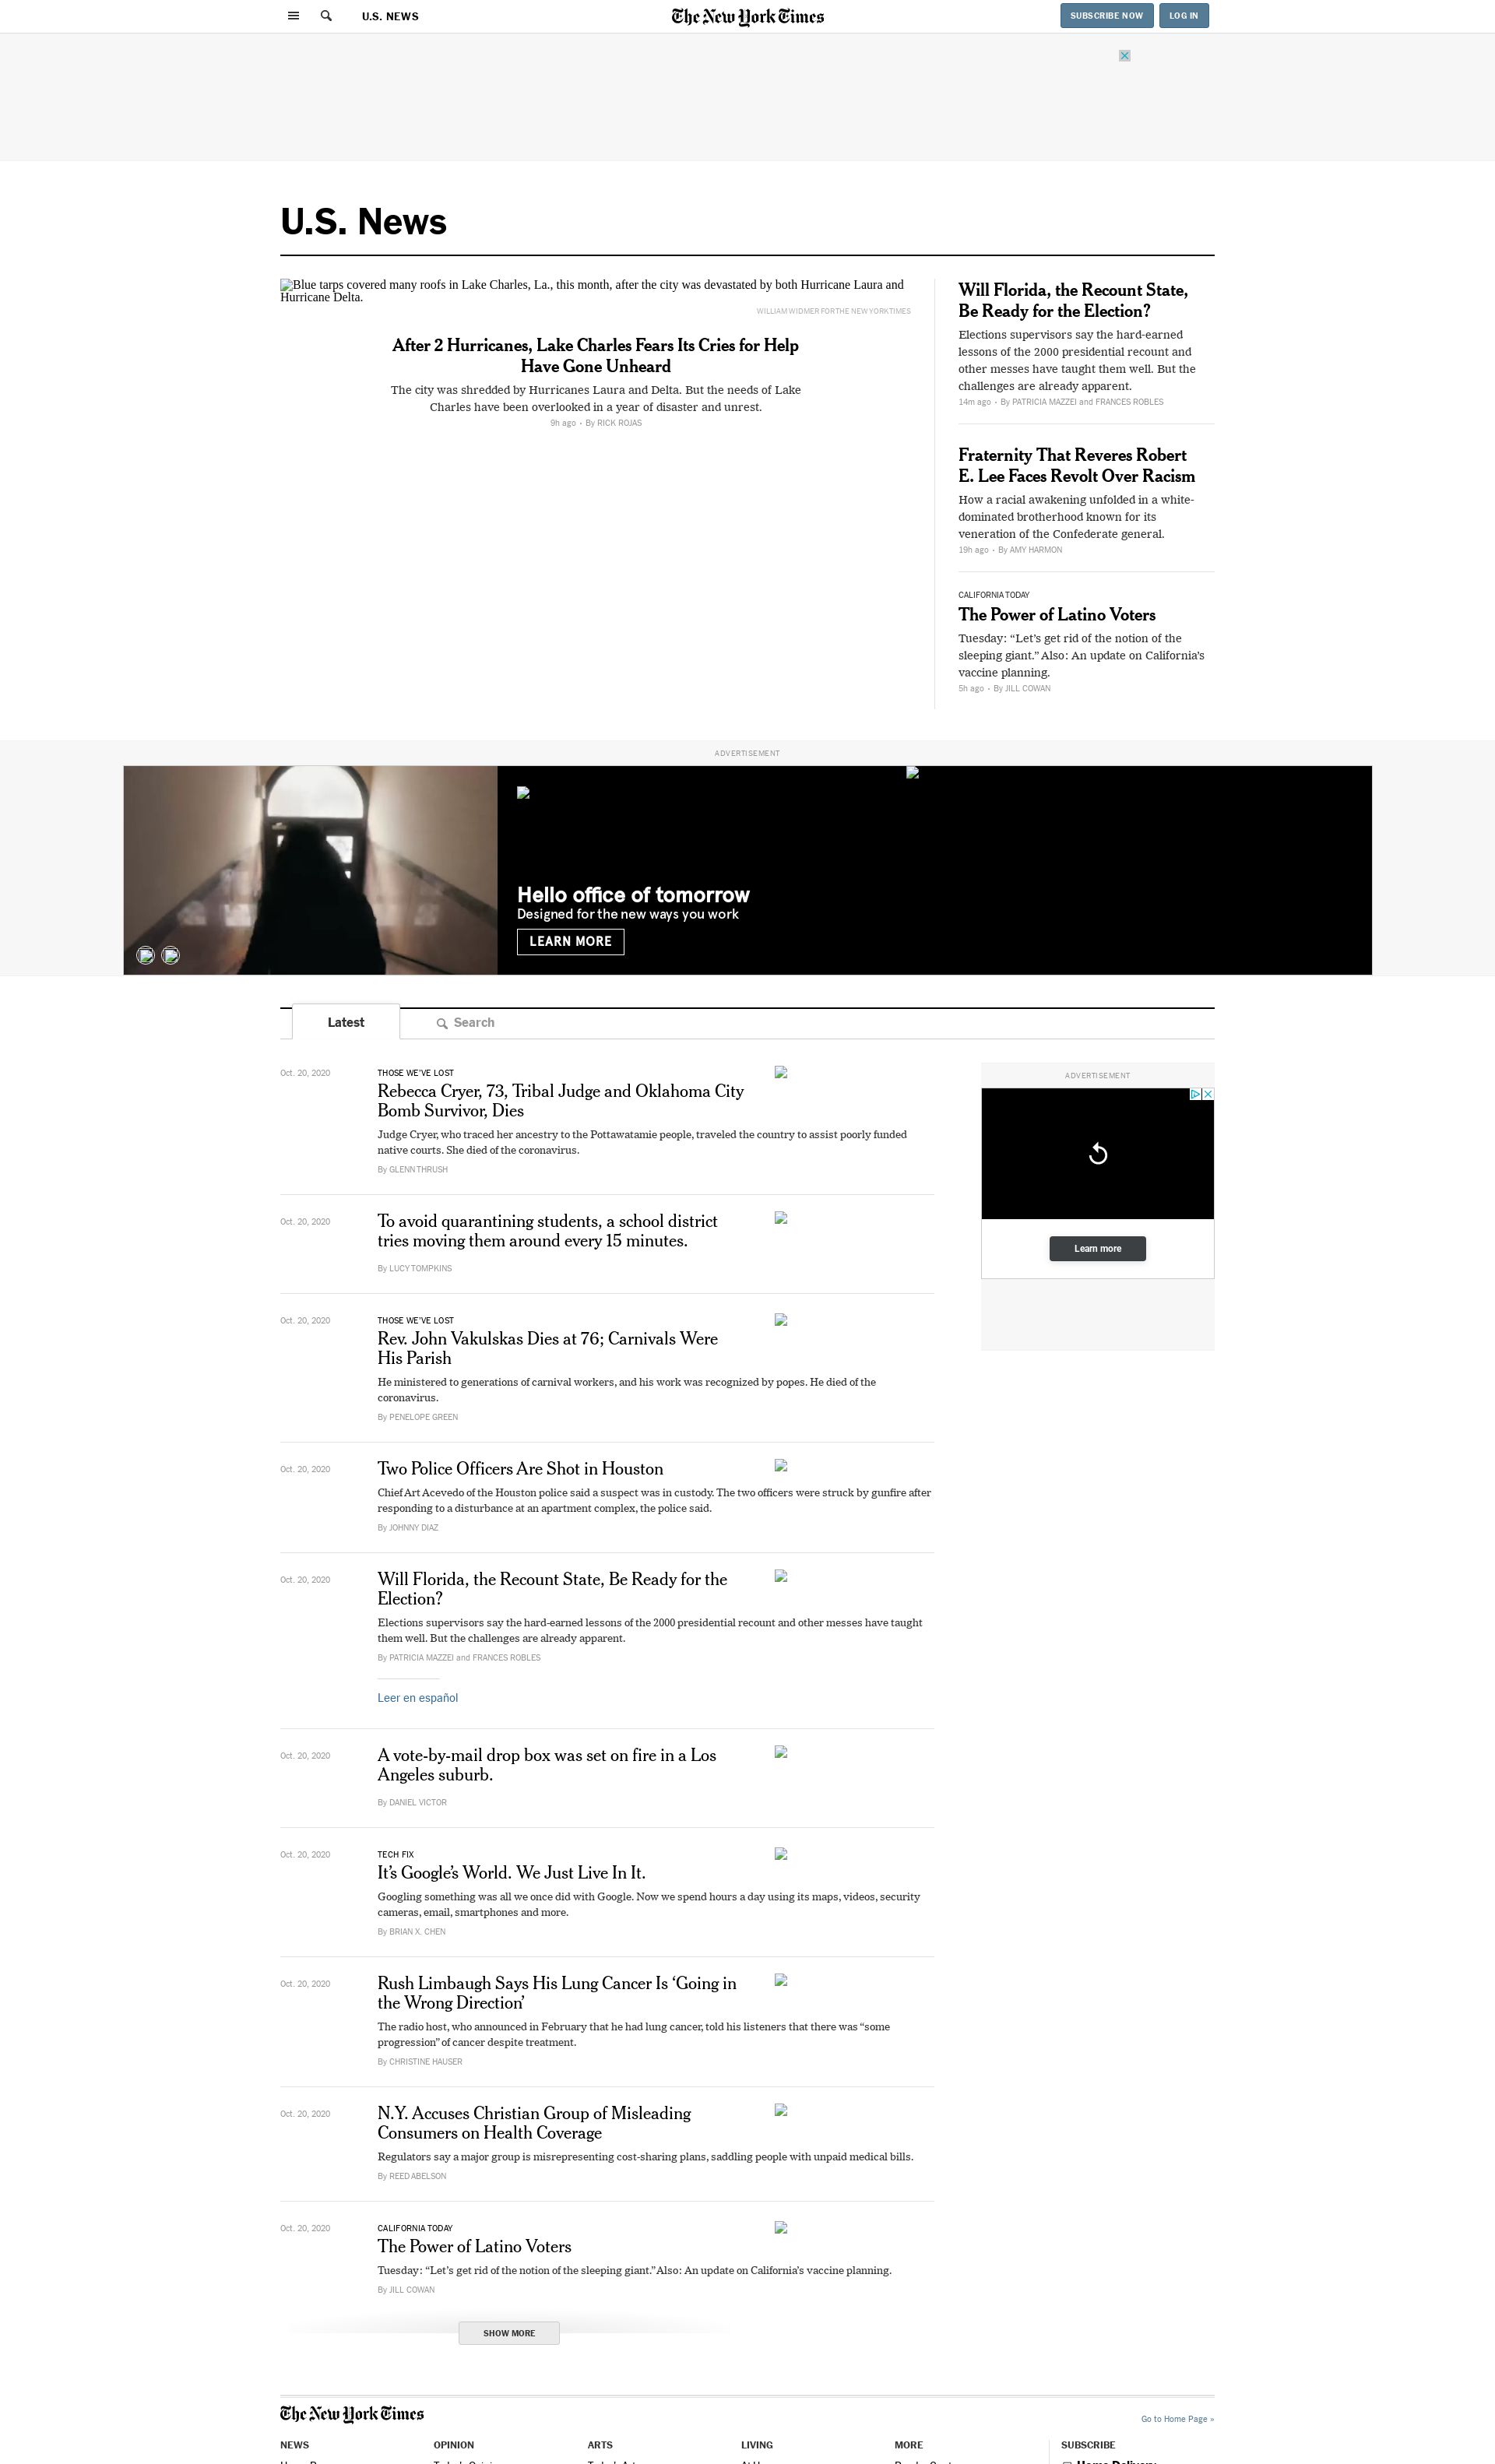 U.S. NEWS
The New York Times
SUBSCRIBE NOW
LOG IN
U.S. News
Blue tarps covered many roofs in Lake Charles, La., this month, after the city was devastated by both Hurricane Laura and
Hurricane Delta.
WILLIAM WIDMER FOR THE NEW YORK TIMES
After 2 Hurricanes, Lake Charles Fears Its Cries for Help
Have Gone Unheard
The city was shredded by Hurricanes Laura and Delta. But the needs of Lake
Charles have been overlooked in a year of disaster and unrest.
9h ago • By RICK ROJAS
Will Florida, the Recount State,
Be Ready for the Election?
Elections supervisors say the hard-earned
lessons of the 2000 presidential recount and
other messes have taught them well. But the
challenges are already apparent.
14m ago • By PATRICIA MAZZEI and FRANCES ROBLES
Fraternity That Reveres Robert
E. Lee Faces Revolt Over Racism
How a racial awakening unfolded in a white-
dominated brotherhood known for its
veneration of the Confederate general.
19h ago • By AMY HARMON
CALIFORNIA TODAY
The Power of Latino Voters
Tuesday: “Let’s get rid of the notion of the
sleeping giant.” Also: An update on California’s
vaccine planning.
5h ago • By JILL COWAN
ADVERTISEMENT
Hello office of tomorrow
Designed for the new ways you work
LEARN MORE
Latest
Search
Oct. 20, 2020
THOSE WE’VE LOST
Rebecca Cryer, 73, Tribal Judge and Oklahoma City
Bomb Survivor, Dies
Judge Cryer, who traced her ancestry to the Pottawatamie people, traveled the country to assist poorly funded
native courts. She died of the coronavirus.
By GLENN THRUSH
ADVERTISEMENT
Learn more
Oct. 20, 2020
To avoid quarantining students, a school district
tries moving them around every 15 minutes.
By LUCY TOMPKINS
Oct. 20, 2020
THOSE WE’VE LOST
Rev. John Vakulskas Dies at 76; Carnivals Were
His Parish
He ministered to generations of carnival workers, and his work was recognized by popes. He died of the
coronavirus.
By PENELOPE GREEN
Oct. 20, 2020
Two Police Officers Are Shot in Houston
Chief Art Acevedo of the Houston police said a suspect was in custody. The two officers were struck by gunfire after
responding to a disturbance at an apartment complex, the police said.
By JOHNNY DIAZ
Oct. 20, 2020
Will Florida, the Recount State, Be Ready for the
Election?
Elections supervisors say the hard-earned lessons of the 2000 presidential recount and other messes have taught
them well. But the challenges are already apparent.
By PATRICIA MAZZEI and FRANCES ROBLES
Leer en español
Oct. 20, 2020
A vote-by-mail drop box was set on fire in a Los
Angeles suburb.
By DANIEL VICTOR
Oct. 20, 2020
TECH FIX
It’s Google’s World. We Just Live In It.
Googling something was all we once did with Google. Now we spend hours a day using its maps, videos, security
cameras, email, smartphones and more.
By BRIAN X. CHEN
Oct. 20, 2020
Rush Limbaugh Says His Lung Cancer Is ‘Going in
the Wrong Direction’
The radio host, who announced in February that he had lung cancer, told his listeners that there was “some
progression” of cancer despite treatment.
By CHRISTINE HAUSER
Oct. 20, 2020
N.Y. Accuses Christian Group of Misleading
Consumers on Health Coverage
Regulators say a major group is misrepresenting cost-sharing plans, saddling people with unpaid medical bills.
By REED ABELSON
Oct. 20, 2020
CALIFORNIA TODAY
The Power of Latino Voters
Tuesday: “Let’s get rid of the notion of the sleeping giant.” Also: An update on California’s vaccine planning.
By JILL COWAN
SHOW MORE
The New York Times
Go to Home Page »
NEWS
OPINION
ARTS
LIVING
MORE
SUBSCRIBE